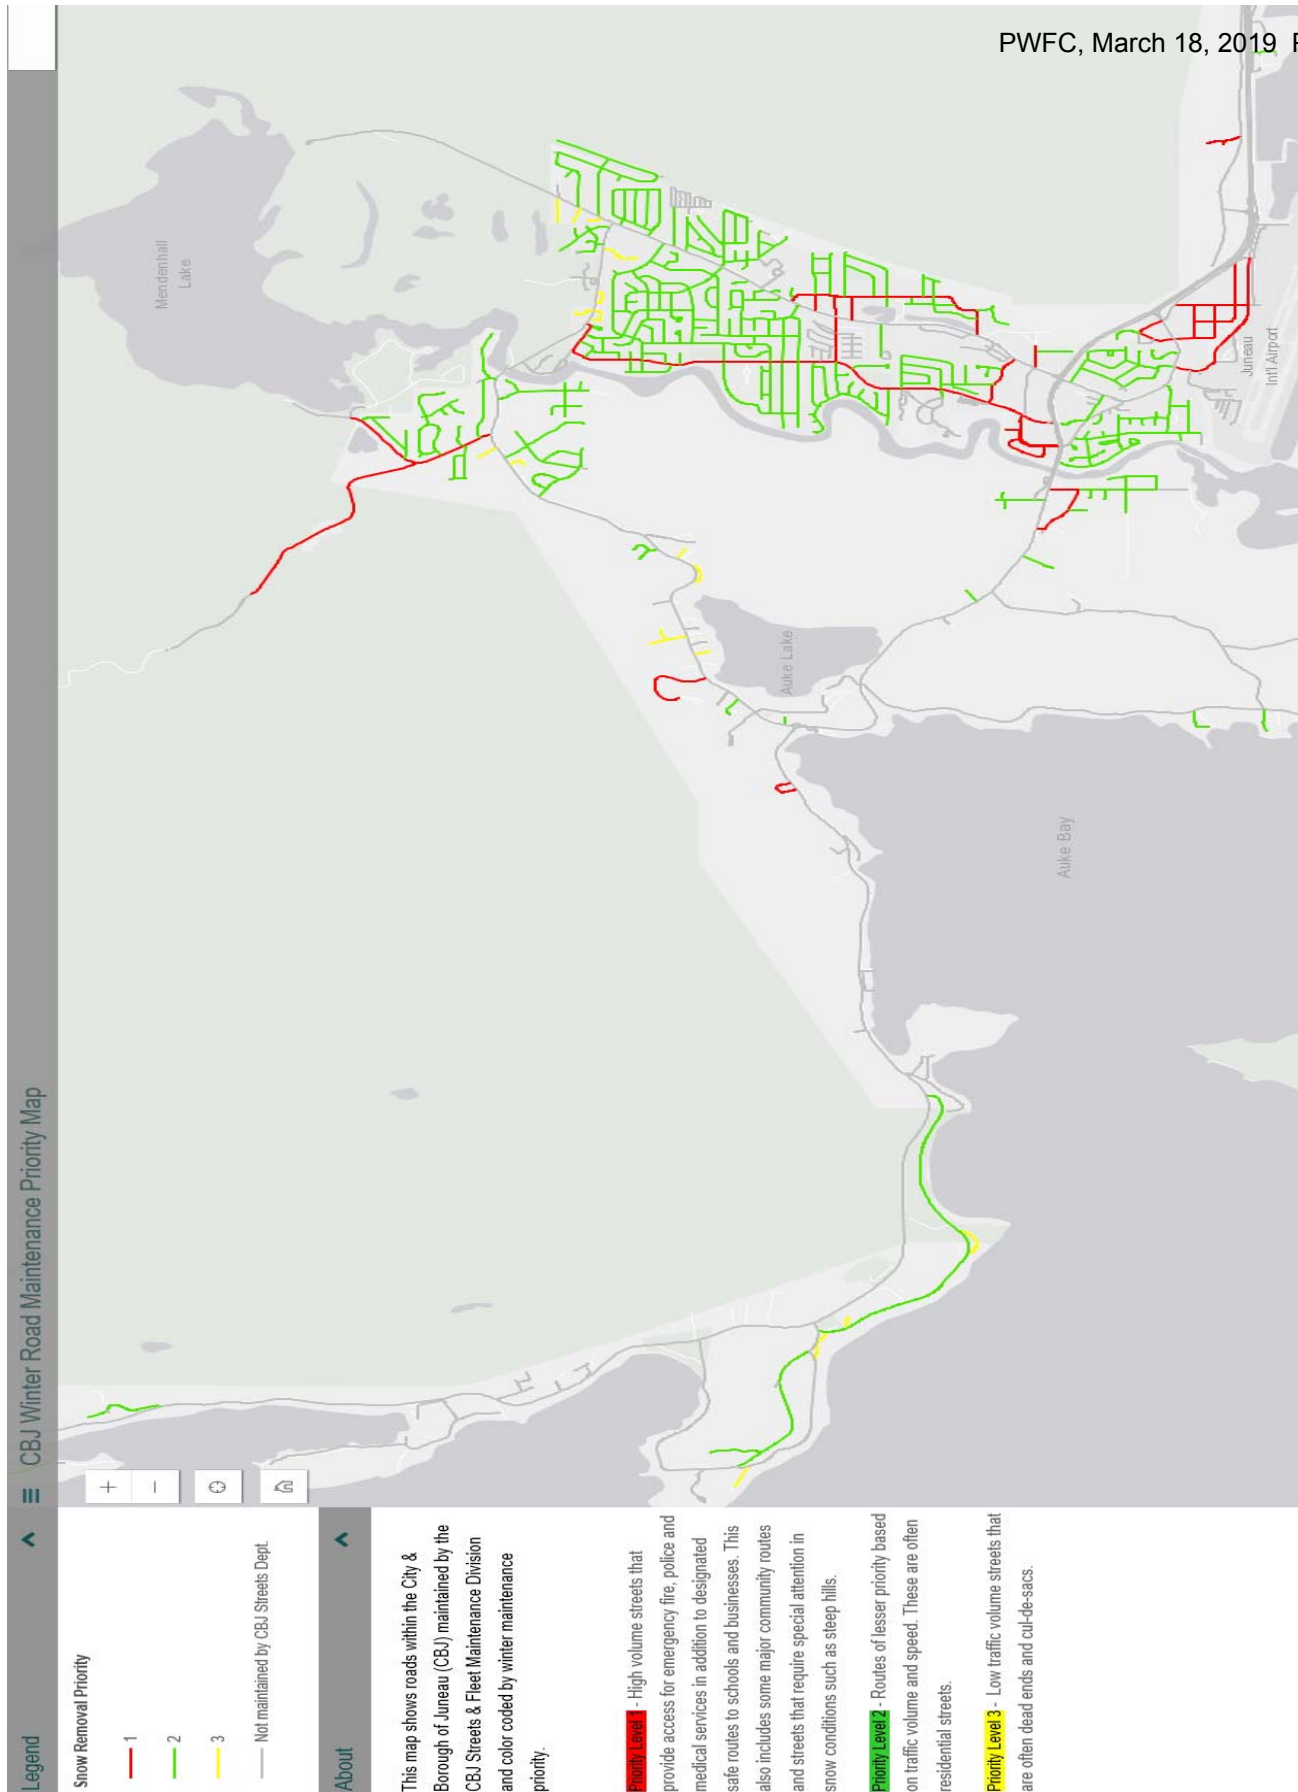 PWFC, March 18, 2019
Legend
CBJ Winter Road Maintenance Priority Map
Snow Removal Priority
1
2
3
Not maintained by CBJ Streets Dept.
About
This map shows roads within the City &
Borough of Juneau (CBJ) maintained by the
CBJ Streets & Fleet Maintenance Division
and color coded by winter maintenance
priority.
Priority Level 1 - High volume streets that
provide access for emergency fire, police and
medical services in addition to designated
safe routes to schools and businesses. This
also includes some major community routes
and streets that require special attention in
snow conditions such as steep hills.
Priority Level 2 - Routes of lesser priority based
on traffic volume and speed. These are often
residential streets.
Priority Level 3 - Low traffic volume streets that
are often dead ends and cul-de-sacs.
Mendenhall
Lake
Auke Lake
Auke Bay
Juneau
Int'l Airport